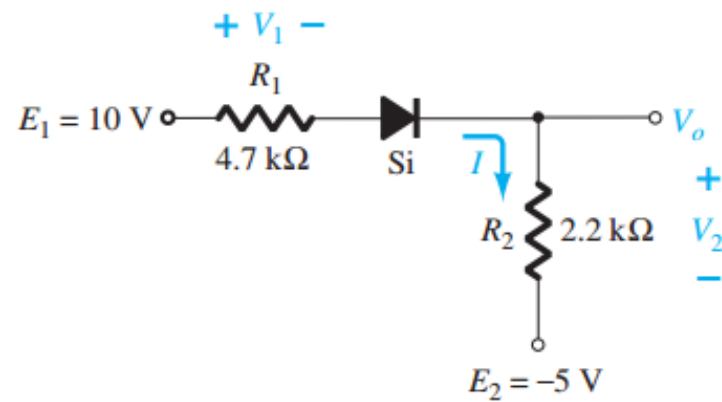 + V₁ −
R₁
E₁ = 10 V
4.7 kΩ
Si
I
Vₒ
+
R₂
2.2 kΩ
V₂
−
E₂ = −5 V